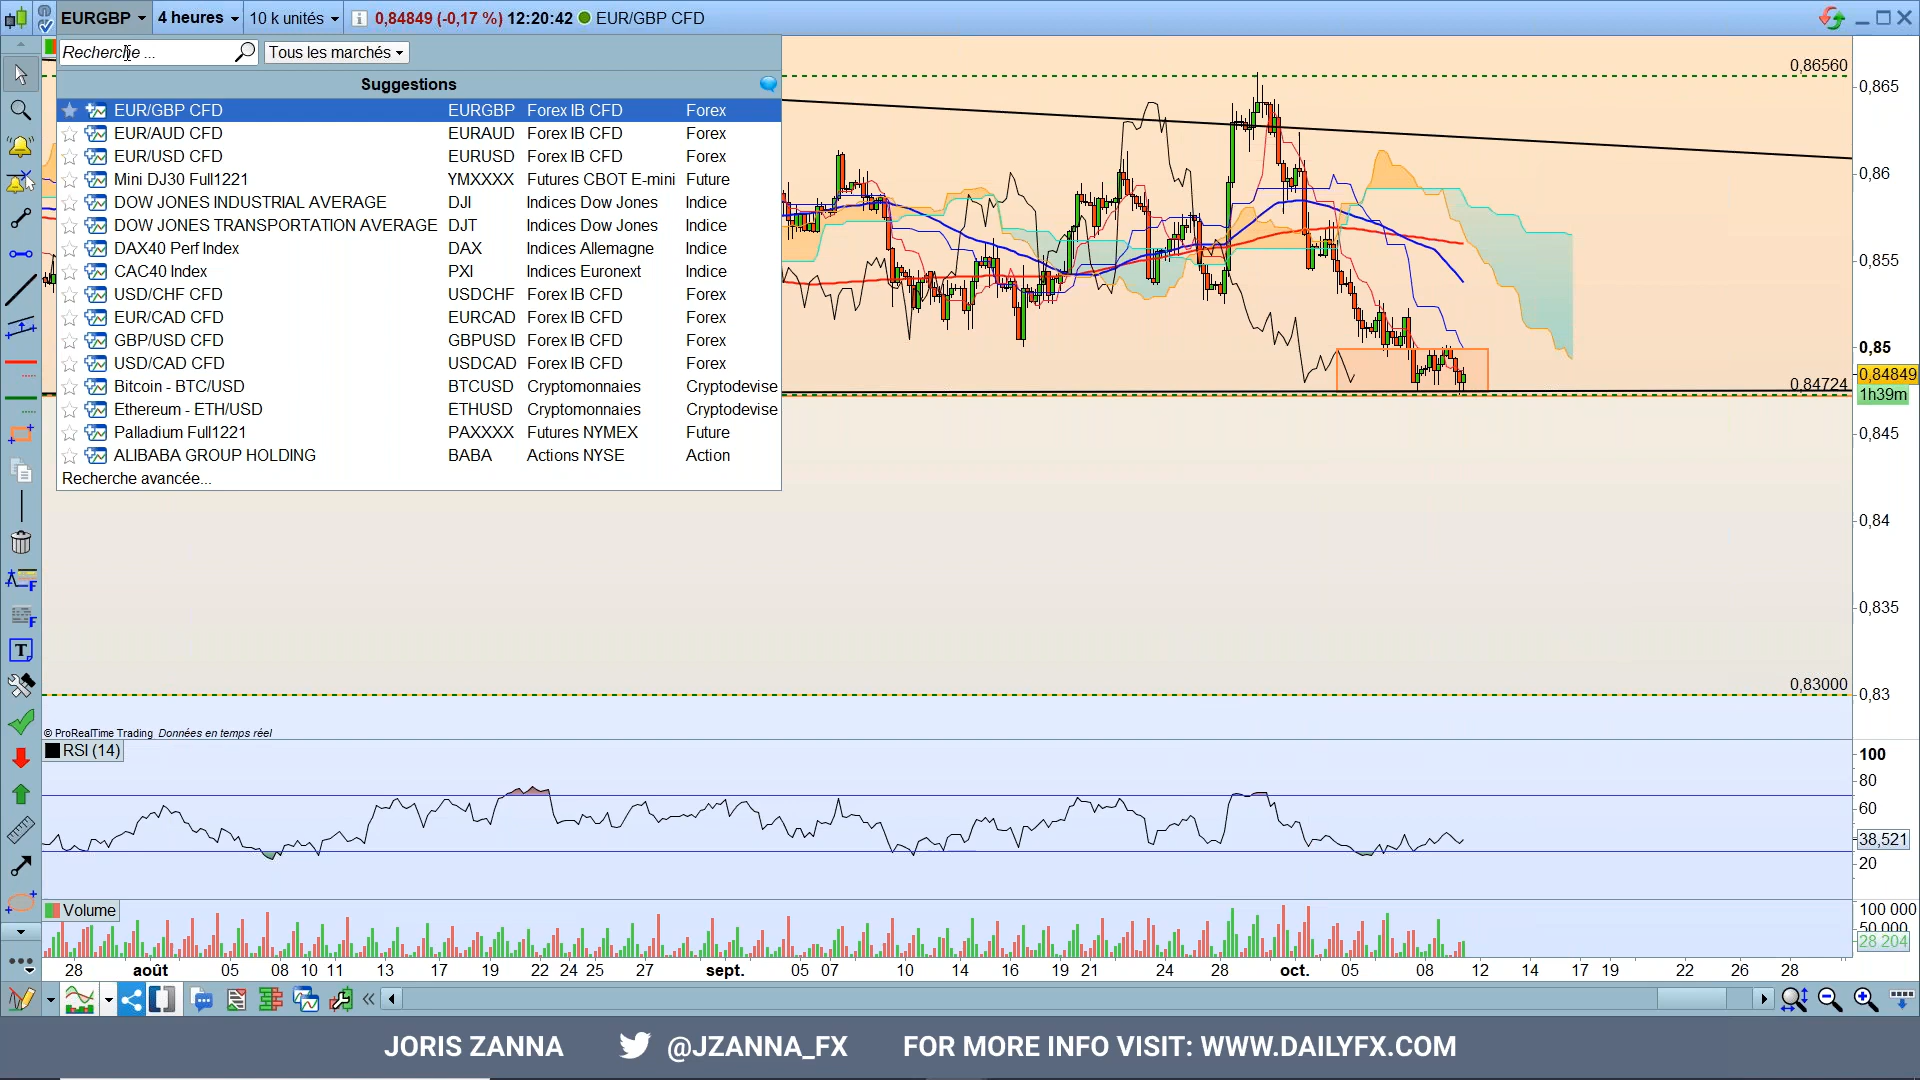 EURGBP 4 heures 10 k unités 0,84849 (-0,17 %) 12:20:42 EUR/GBP CFD
Recherche ... Tous les marchés
Suggestions
EUR/GBP CFD EURGBP Forex IB CFD Forex
EUR/AUD CFD EURAUD Forex IB CFD Forex
EUR/USD CFD EURUSD Forex IB CFD Forex
Mini DJ30 Full1221 YMXXXX Futures CBOT E-mini Future
DOW JONES INDUSTRIAL AVERAGE DJI Indices Dow Jones Indice
DOW JONES TRANSPORTATION AVERAGE DJT Indices Dow Jones Indice
DAX40 Perf Index DAX Indices Allemagne Indice
CAC40 Index PXI Indices Euronext Indice
USD/CHF CFD USDCHF Forex IB CFD Forex
EUR/CAD CFD EURCAD Forex IB CFD Forex
GBP/USD CFD GBPUSD Forex IB CFD Forex
USD/CAD CFD USDCAD Forex IB CFD Forex
Bitcoin - BTC/USD BTCUSD Cryptomonnaies Cryptodevise
Ethereum - ETH/USD ETHUSD Cryptomonnaies Cryptodevise
Palladium Full1221 PAXXXX Futures NYMEX Future
ALIBABA GROUP HOLDING BABA Actions NYSE Action
Recherche avancée...
0,86560
0,865
0,86
0,855
0,85
0,84849
0,84724
1h39m
0,845
0,84
0,835
0,83000
0,83
© ProRealTime Trading Données en temps réel
RSI (14)
100
80
60
38,521
20
Volume
100 000
50 000
28 204
28 août 05 08 10 11 13 17 19 22 24 25 27 sept. 05 07 10 14 16 19 21 24 28 oct. 05 08 12 14 17 19 22 26 28
JORIS ZANNA @JZANNA_FX FOR MORE INFO VISIT: WWW.DAILYFX.COM